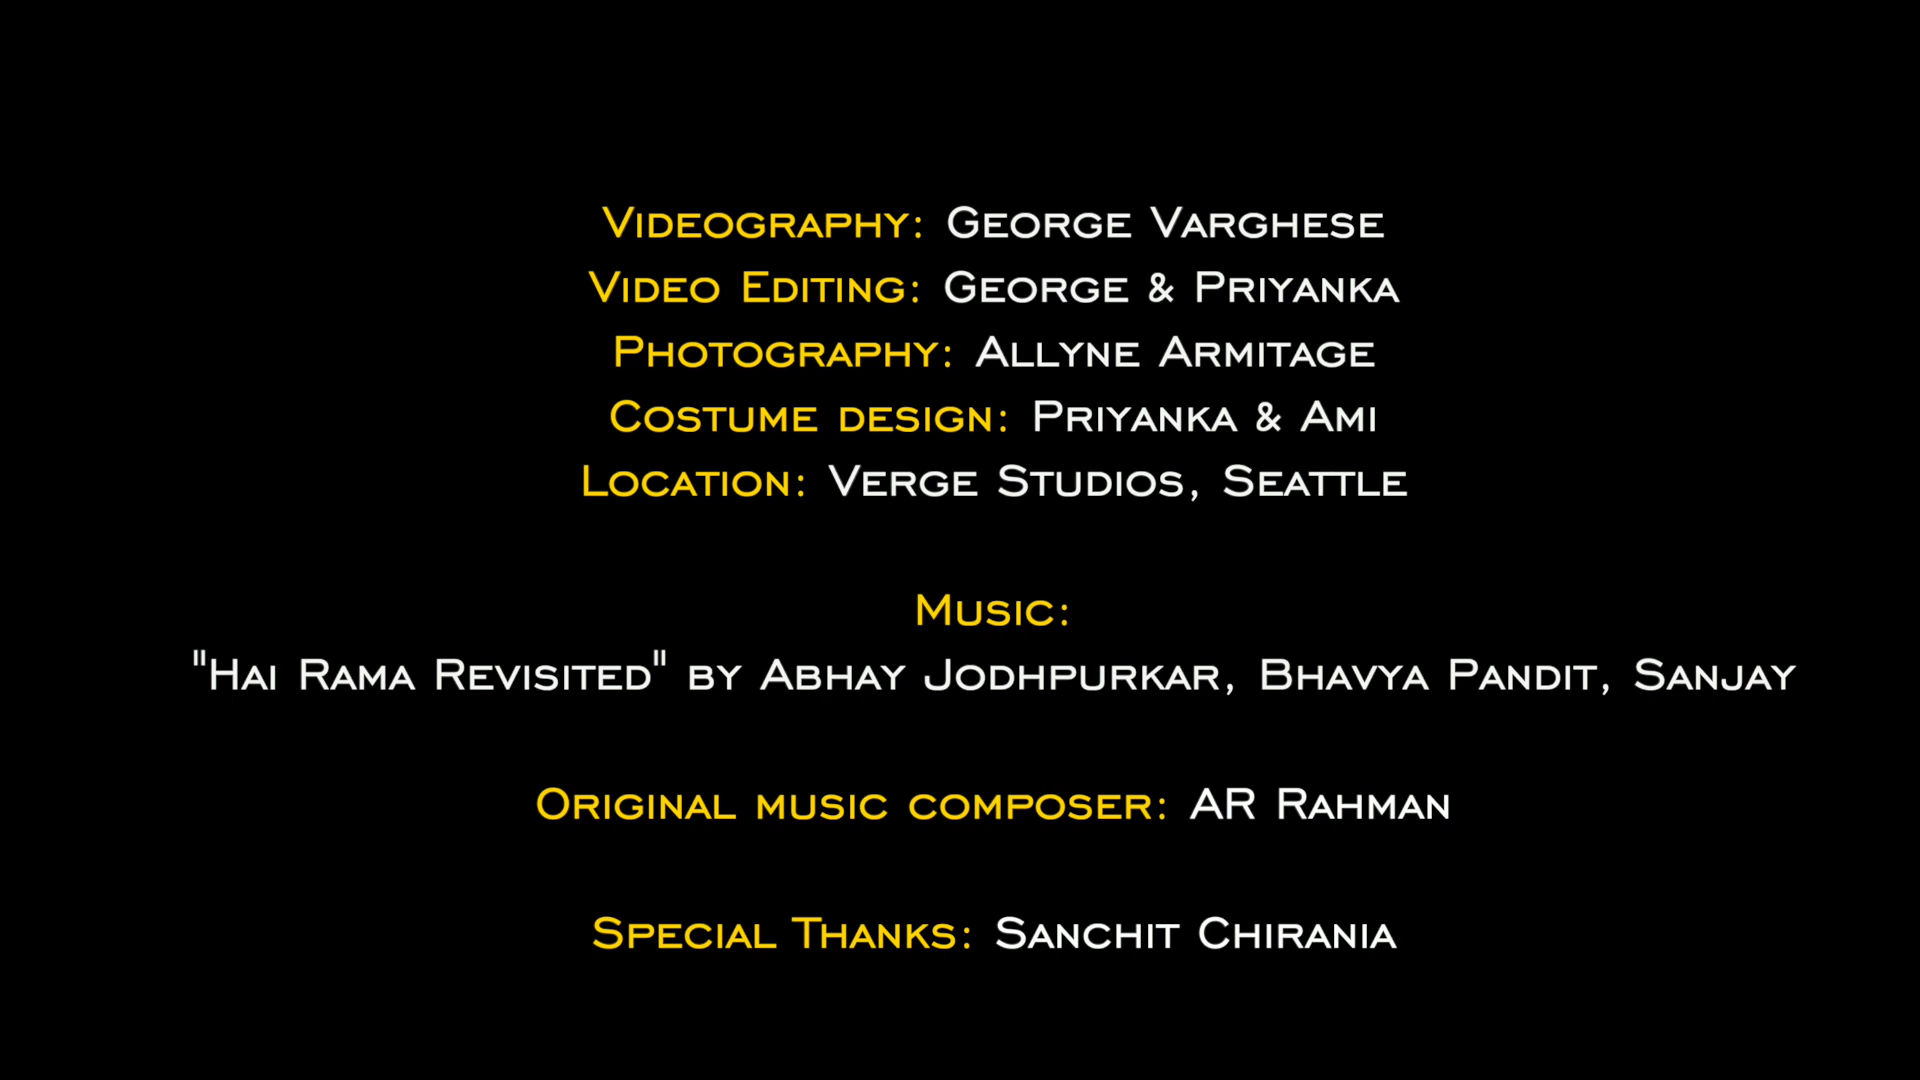 Videography: George Varghese
Video Editing: George & Priyanka
Photography: Allyne Armitage
Costume design: Priyanka & Ami
Location: Verge Studios, Seattle
Music:
"Hai Rama Revisited" by Abhay Jodhpurkar, Bhavya Pandit, Sanjay
Original music composer: AR Rahman
Special Thanks: Sanchit Chirania